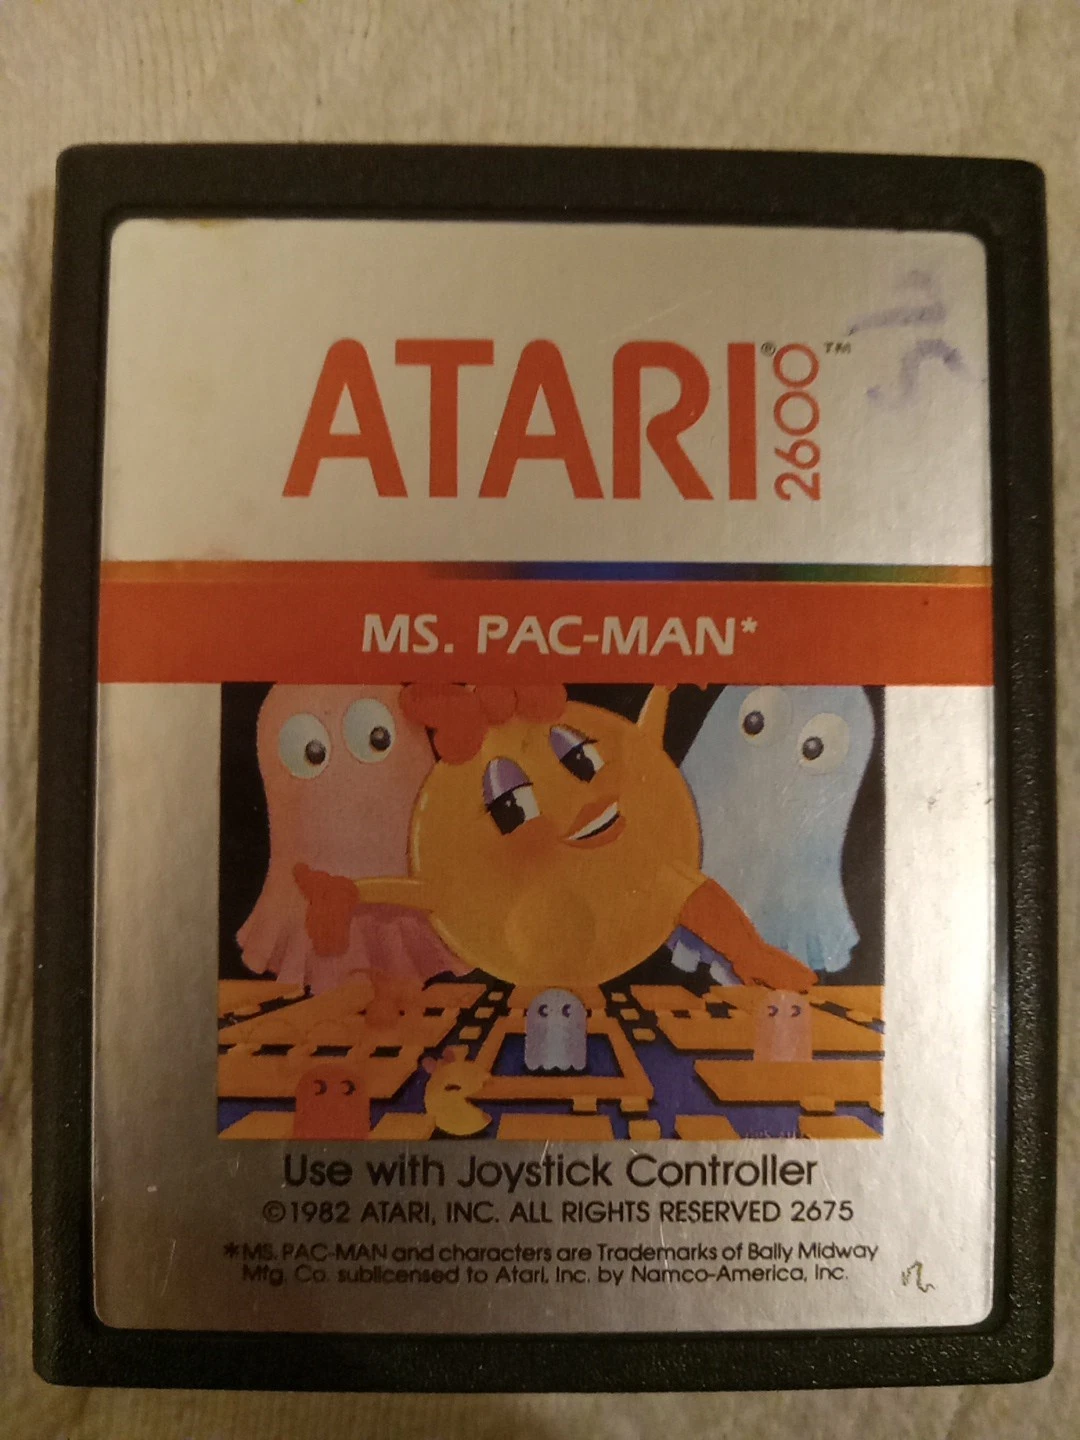 ATARI® 2600™
MS. PAC-MAN*
Use with Joystick Controller
©1982 ATARI, INC. ALL RIGHTS RESERVED 2675
*MS. PAC-MAN and characters are Trademarks of Bally Midway
Mfg. Co. sublicensed to Atari, Inc. by Namco-America, Inc.